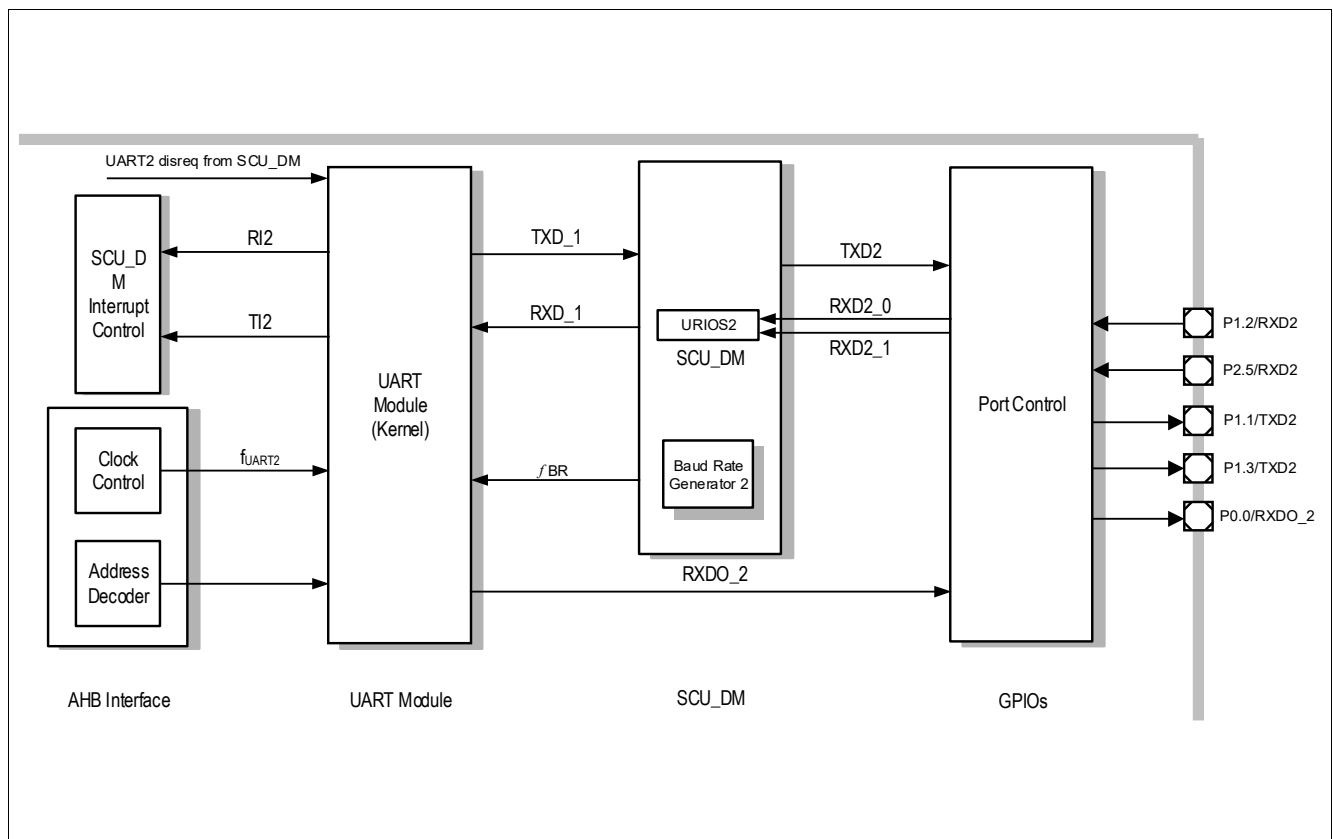 UART2 disreq from SCU_DM
SCU_D
M
Interrupt
Control
RI2
TI2
Clock
Control
Address
Decoder
fUART2
AHB Interface
UART
Module
(Kernel)
UART Module
TXD_1
RXD_1
fBR
RXDO_2
URIOS2
SCU_DM
Baud Rate
Generator 2
SCU_DM
TXD2
RXD2_0
RXD2_1
Port Control
GPIOs
P1.2/RXD2
P2.5/RXD2
P1.1/TXD2
P1.3/TXD2
P0.0/RXDO_2